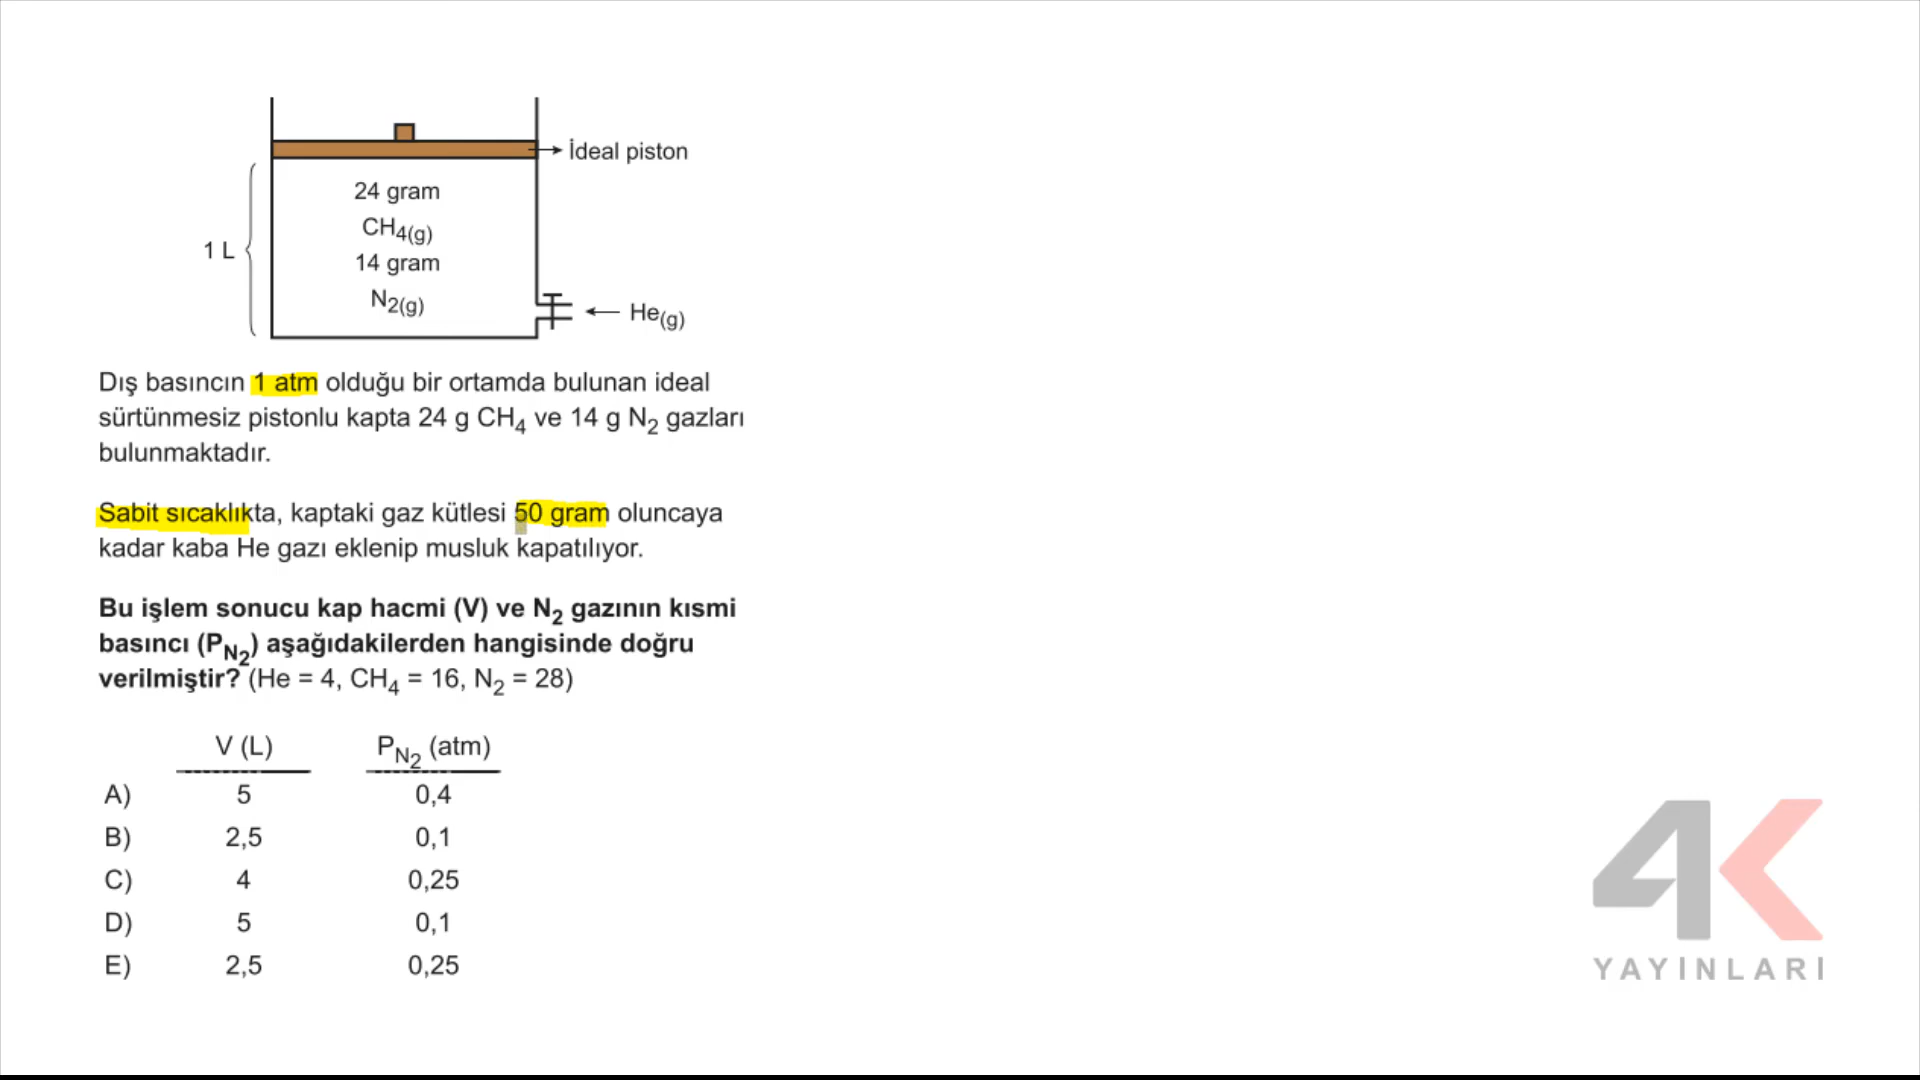 İdeal piston
24 gram
CH4(g)
14 gram
N2(g)
1 L
He(g)
Dış basıncın 1 atm olduğu bir ortamda bulunan ideal
sürtünmesiz pistonlu kapta 24 g CH4 ve 14 g N2 gazları
bulunmaktadır.
Sabit sıcaklıkta, kaptaki gaz kütlesi 50 gram oluncaya
kadar kaba He gazı eklenip musluk kapatılıyor.
Bu işlem sonucu kap hacmi (V) ve N2 gazının kısmi
basıncı (PN2) aşağıdakilerden hangisinde doğru
verilmiştir? (He = 4, CH4 = 16, N2 = 28)
V (L) PN2 (atm)
A) 5 0,4
B) 2,5 0,1
C) 4 0,25
D) 5 0,1
E) 2,5 0,25
4K
YAYINLARI